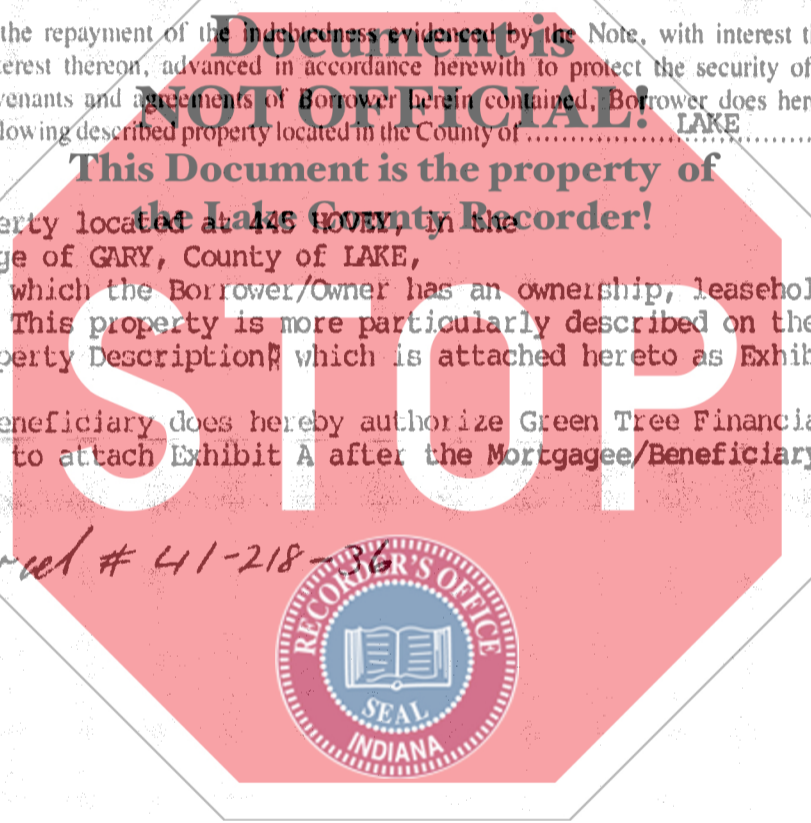 the repayment of the indebtedness evidenced by the Note, with interest t
erest thereon, advanced in accordance herewith to protect the security of
venants and agreements of Borrower herein contained, Borrower does her
lowing described property located in the County of LAKE
Document is
NOT OFFICIAL!
This Document is the property of
the Lake County Recorder!
erty located at 445 HOVEY, in the
ge of GARY, County of LAKE,
which the Borrower/Owner has an ownership, leasehol
This property is more particularly described on the
perty Description, which is attached hereto as Exhib
eneficiary does hereby authorize Green Tree Financia
to attach Exhibit A after the Mortgagee/Beneficiary
STOP
rcel # 41-218-36
RECORDER'S OFFICE
SEAL
INDIANA